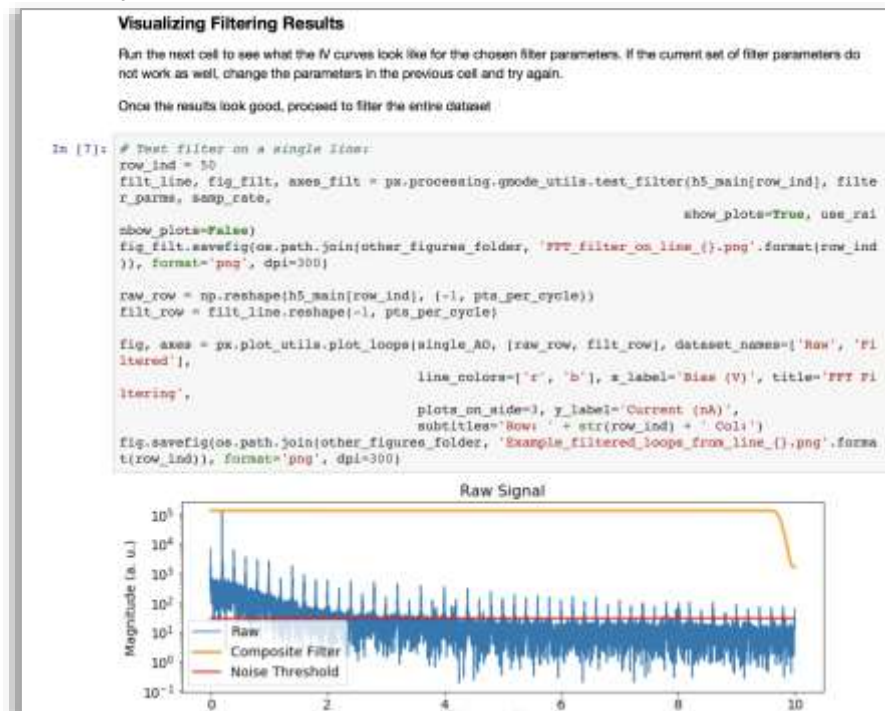 Visualizing Filtering Results
Run the next cell to see what the IV curves look like for the chosen filter parameters. If the current set of filter parameters do
not work as well, change the parameters in the previous cell and try again.
Once the results look good, proceed to filter the entire dataset
In [7]: # Test filter on a single line:
row_ind = 50
filt_line, fig_filt, axes_filt = px.processing.gmode_utils.test_filter(h5_main[row_ind], filte
r_parms, samp_rate,
show_plots=True, use_rai
nbow_plots=False)
fig_filt.savefig(os.path.join(other_figures_folder, 'FFT_filter_on_line_{}.png'.format(row_ind
)), format='png', dpi=300)
raw_row = np.reshape(h5_main[row_ind], (-1, pts_per_cycle))
filt_row = filt_line.reshape(-1, pts_per_cycle)
fig, axes = px.plot_utils.plot_loops(single_AO, [raw_row, filt_row], dataset_names=['Raw', 'Fi
ltered'],
line_colors=['r', 'b'], x_label='Bias (V)', title='FFT Fi
ltering',
plots_on_side=3, y_label='Current (nA)',
subtitles='Row: ' + str(row_ind) + ' Col:')
fig.savefig(os.path.join(other_figures_folder, 'Example_filtered_loops_from_line_{}.png'.forma
t(row_ind)), format='png', dpi=300)
Raw Signal
10⁵
10⁴
10³
10²
10¹
10⁰
10⁻¹
Magnitude (a. u.)
Raw
Composite Filter
Noise Threshold
0 2 4 6 8 10